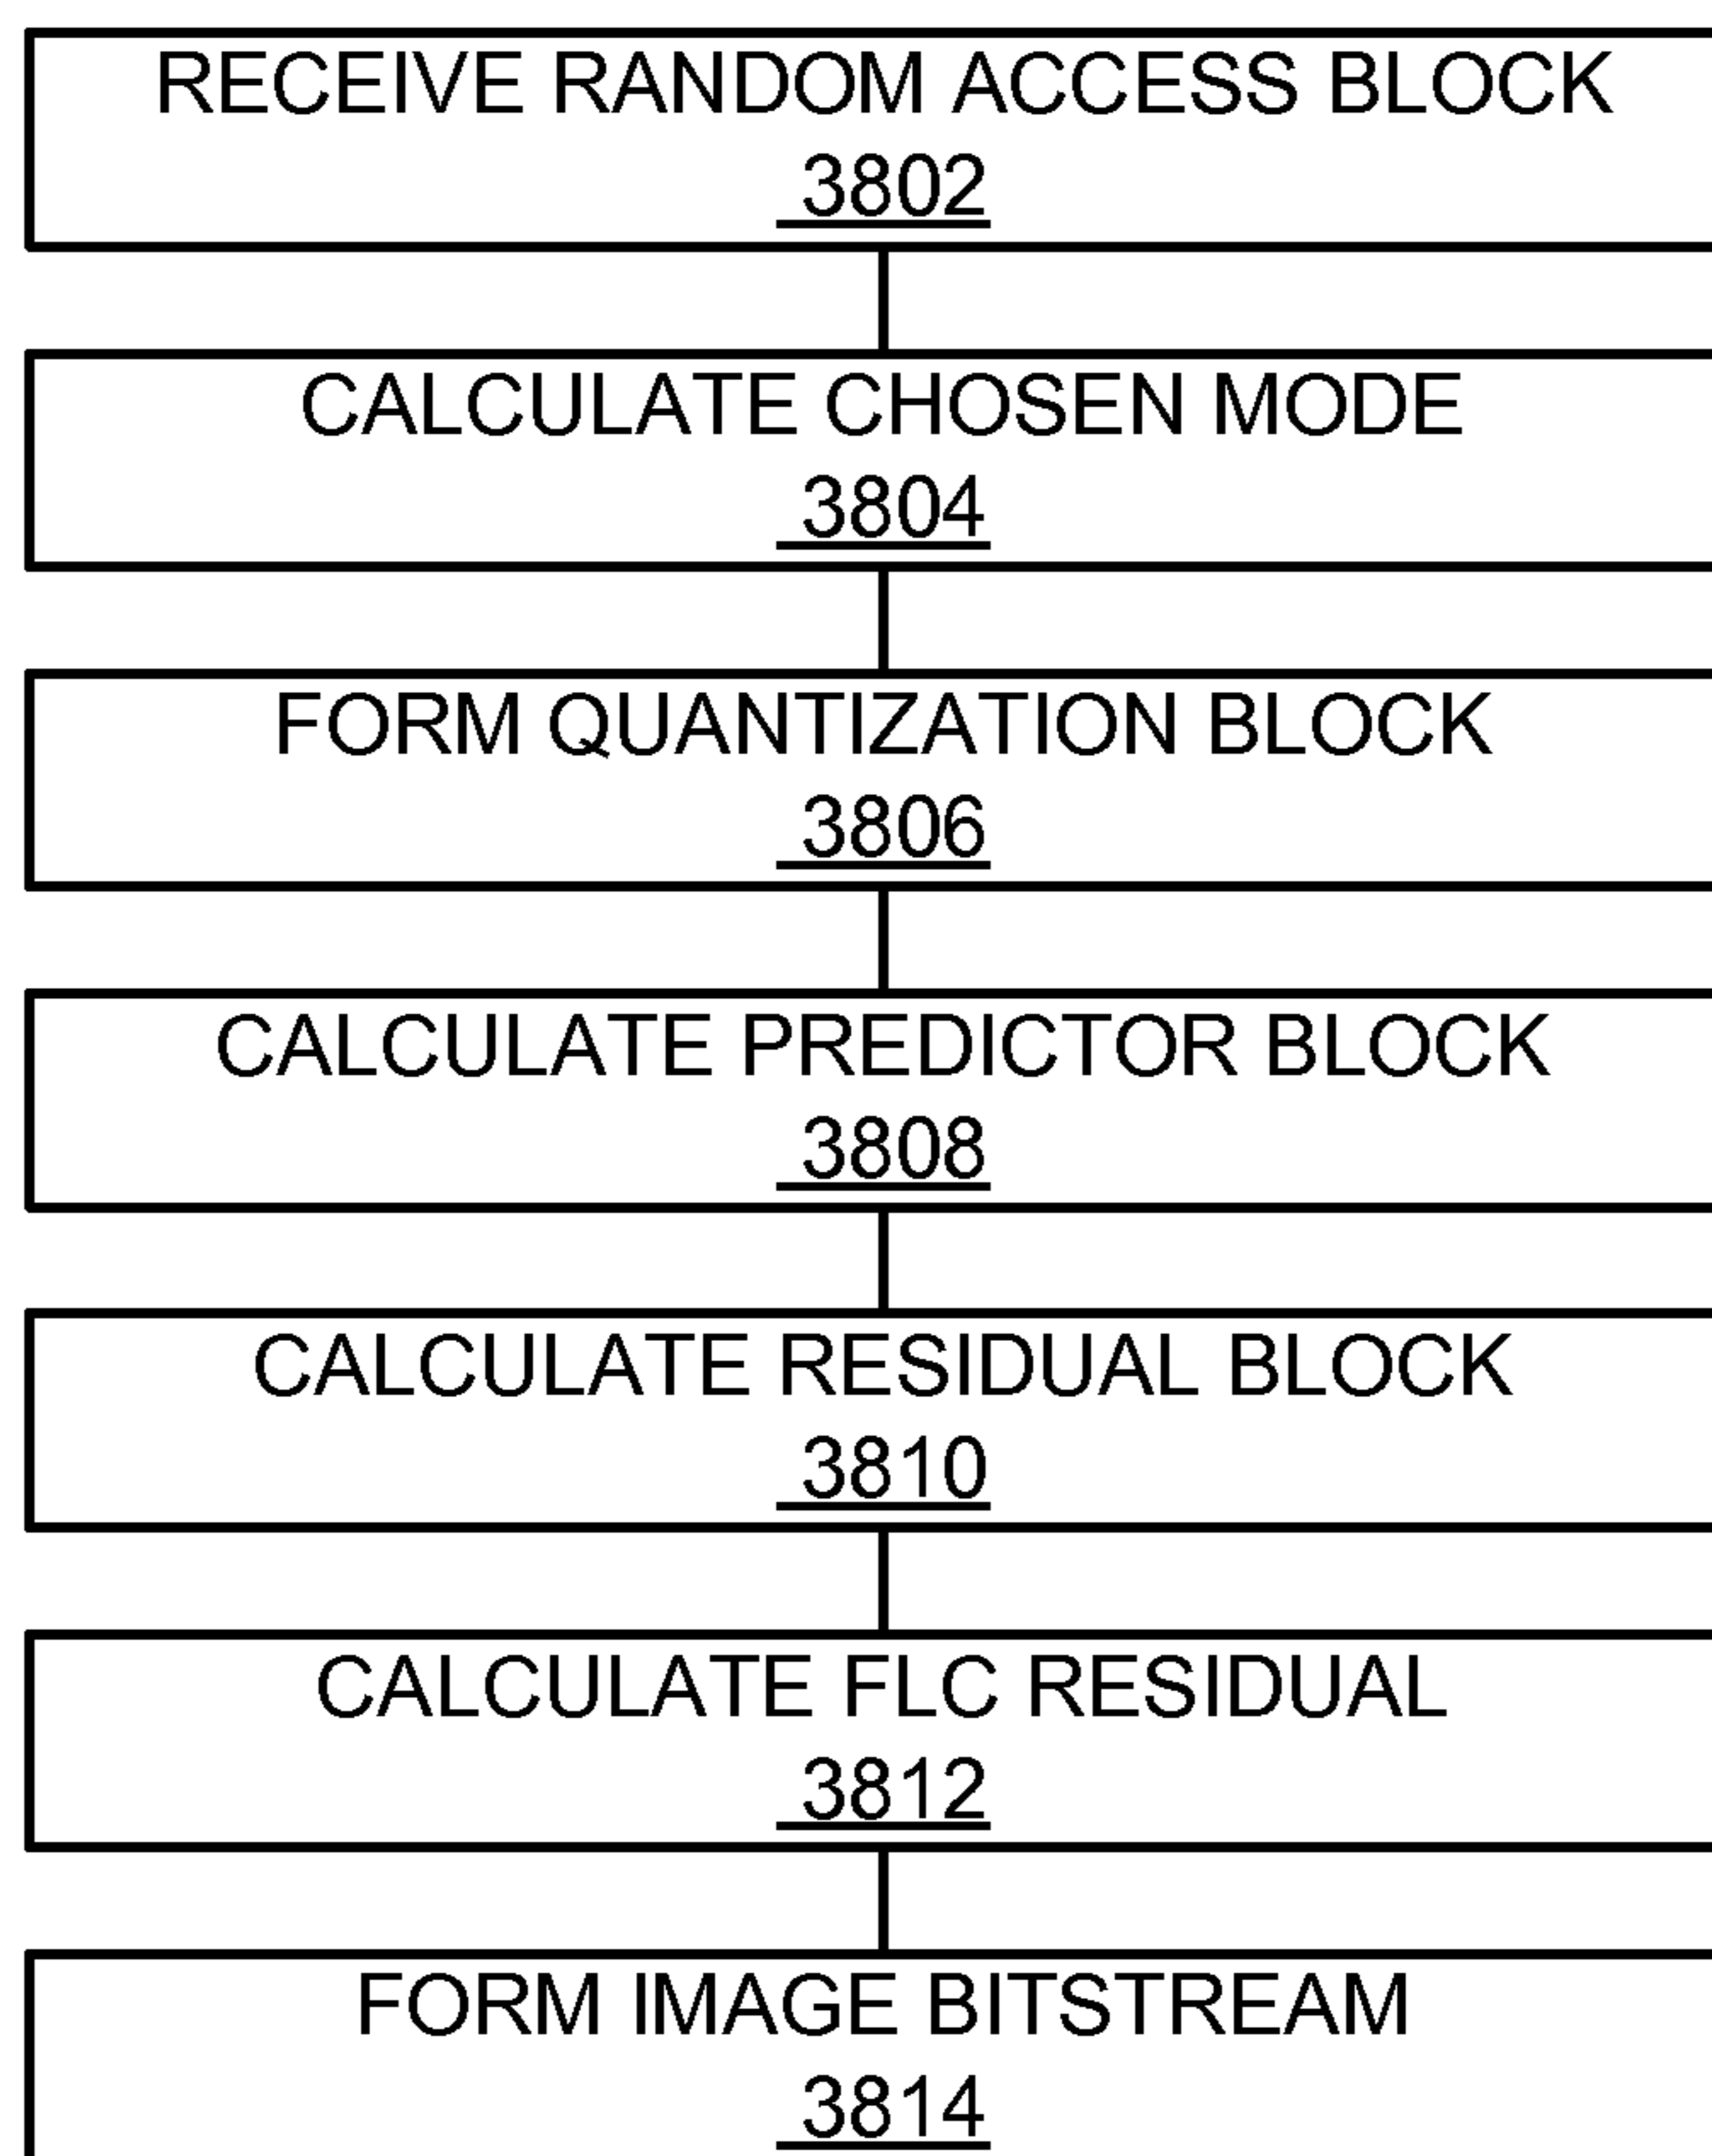 RECEIVE RANDOM ACCESS BLOCK
3802
CALCULATE CHOSEN MODE
3804
FORM QUANTIZATION BLOCK
3806
CALCULATE PREDICTOR BLOCK
3808
CALCULATE RESIDUAL BLOCK
3810
CALCULATE FLC RESIDUAL
3812
FORM IMAGE BITSTREAM
3814